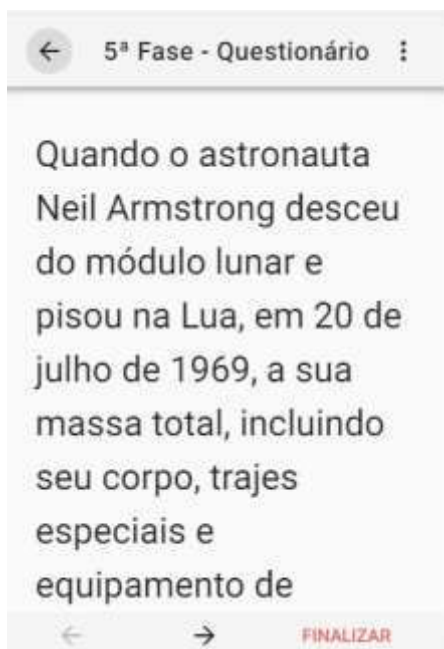 5ª Fase - Questionário
Quando o astronauta
Neil Armstrong desceu
do módulo lunar e
pisou na Lua, em 20 de
julho de 1969, a sua
massa total, incluindo
seu corpo, trajes
especiais e
equipamento de
FINALIZAR